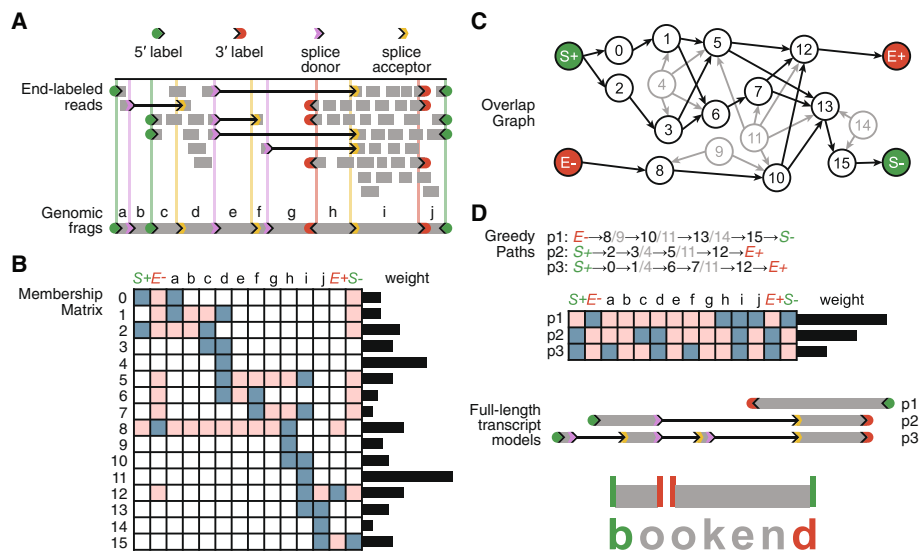 A
5′ label
3′ label
splice donor
splice acceptor
End-labeled reads
a b c d e f g h i j
Genomic frags
B
S+ E- a b c d e f g h i j E+ S-
weight
Membership Matrix
0
1
2
3
4
5
6
7
8
9
10
11
12
13
14
15
C
Overlap Graph
S+ 0 1 5 12 E+
2 4 7 13
3 6 11 14
E- 8 9 10 15 S-
D
Greedy Paths
p1: E-→8/9→10/11→13/14→15→S-
p2: S+→2→3/4→5/11→12→E+
p3: S+→0→1/4→6→7/11→12→E+
S+ E- a b c d e f g h i j E+ S-
weight
p1
p2
p3
Full-length transcript models
p1
p2
p3
bookend